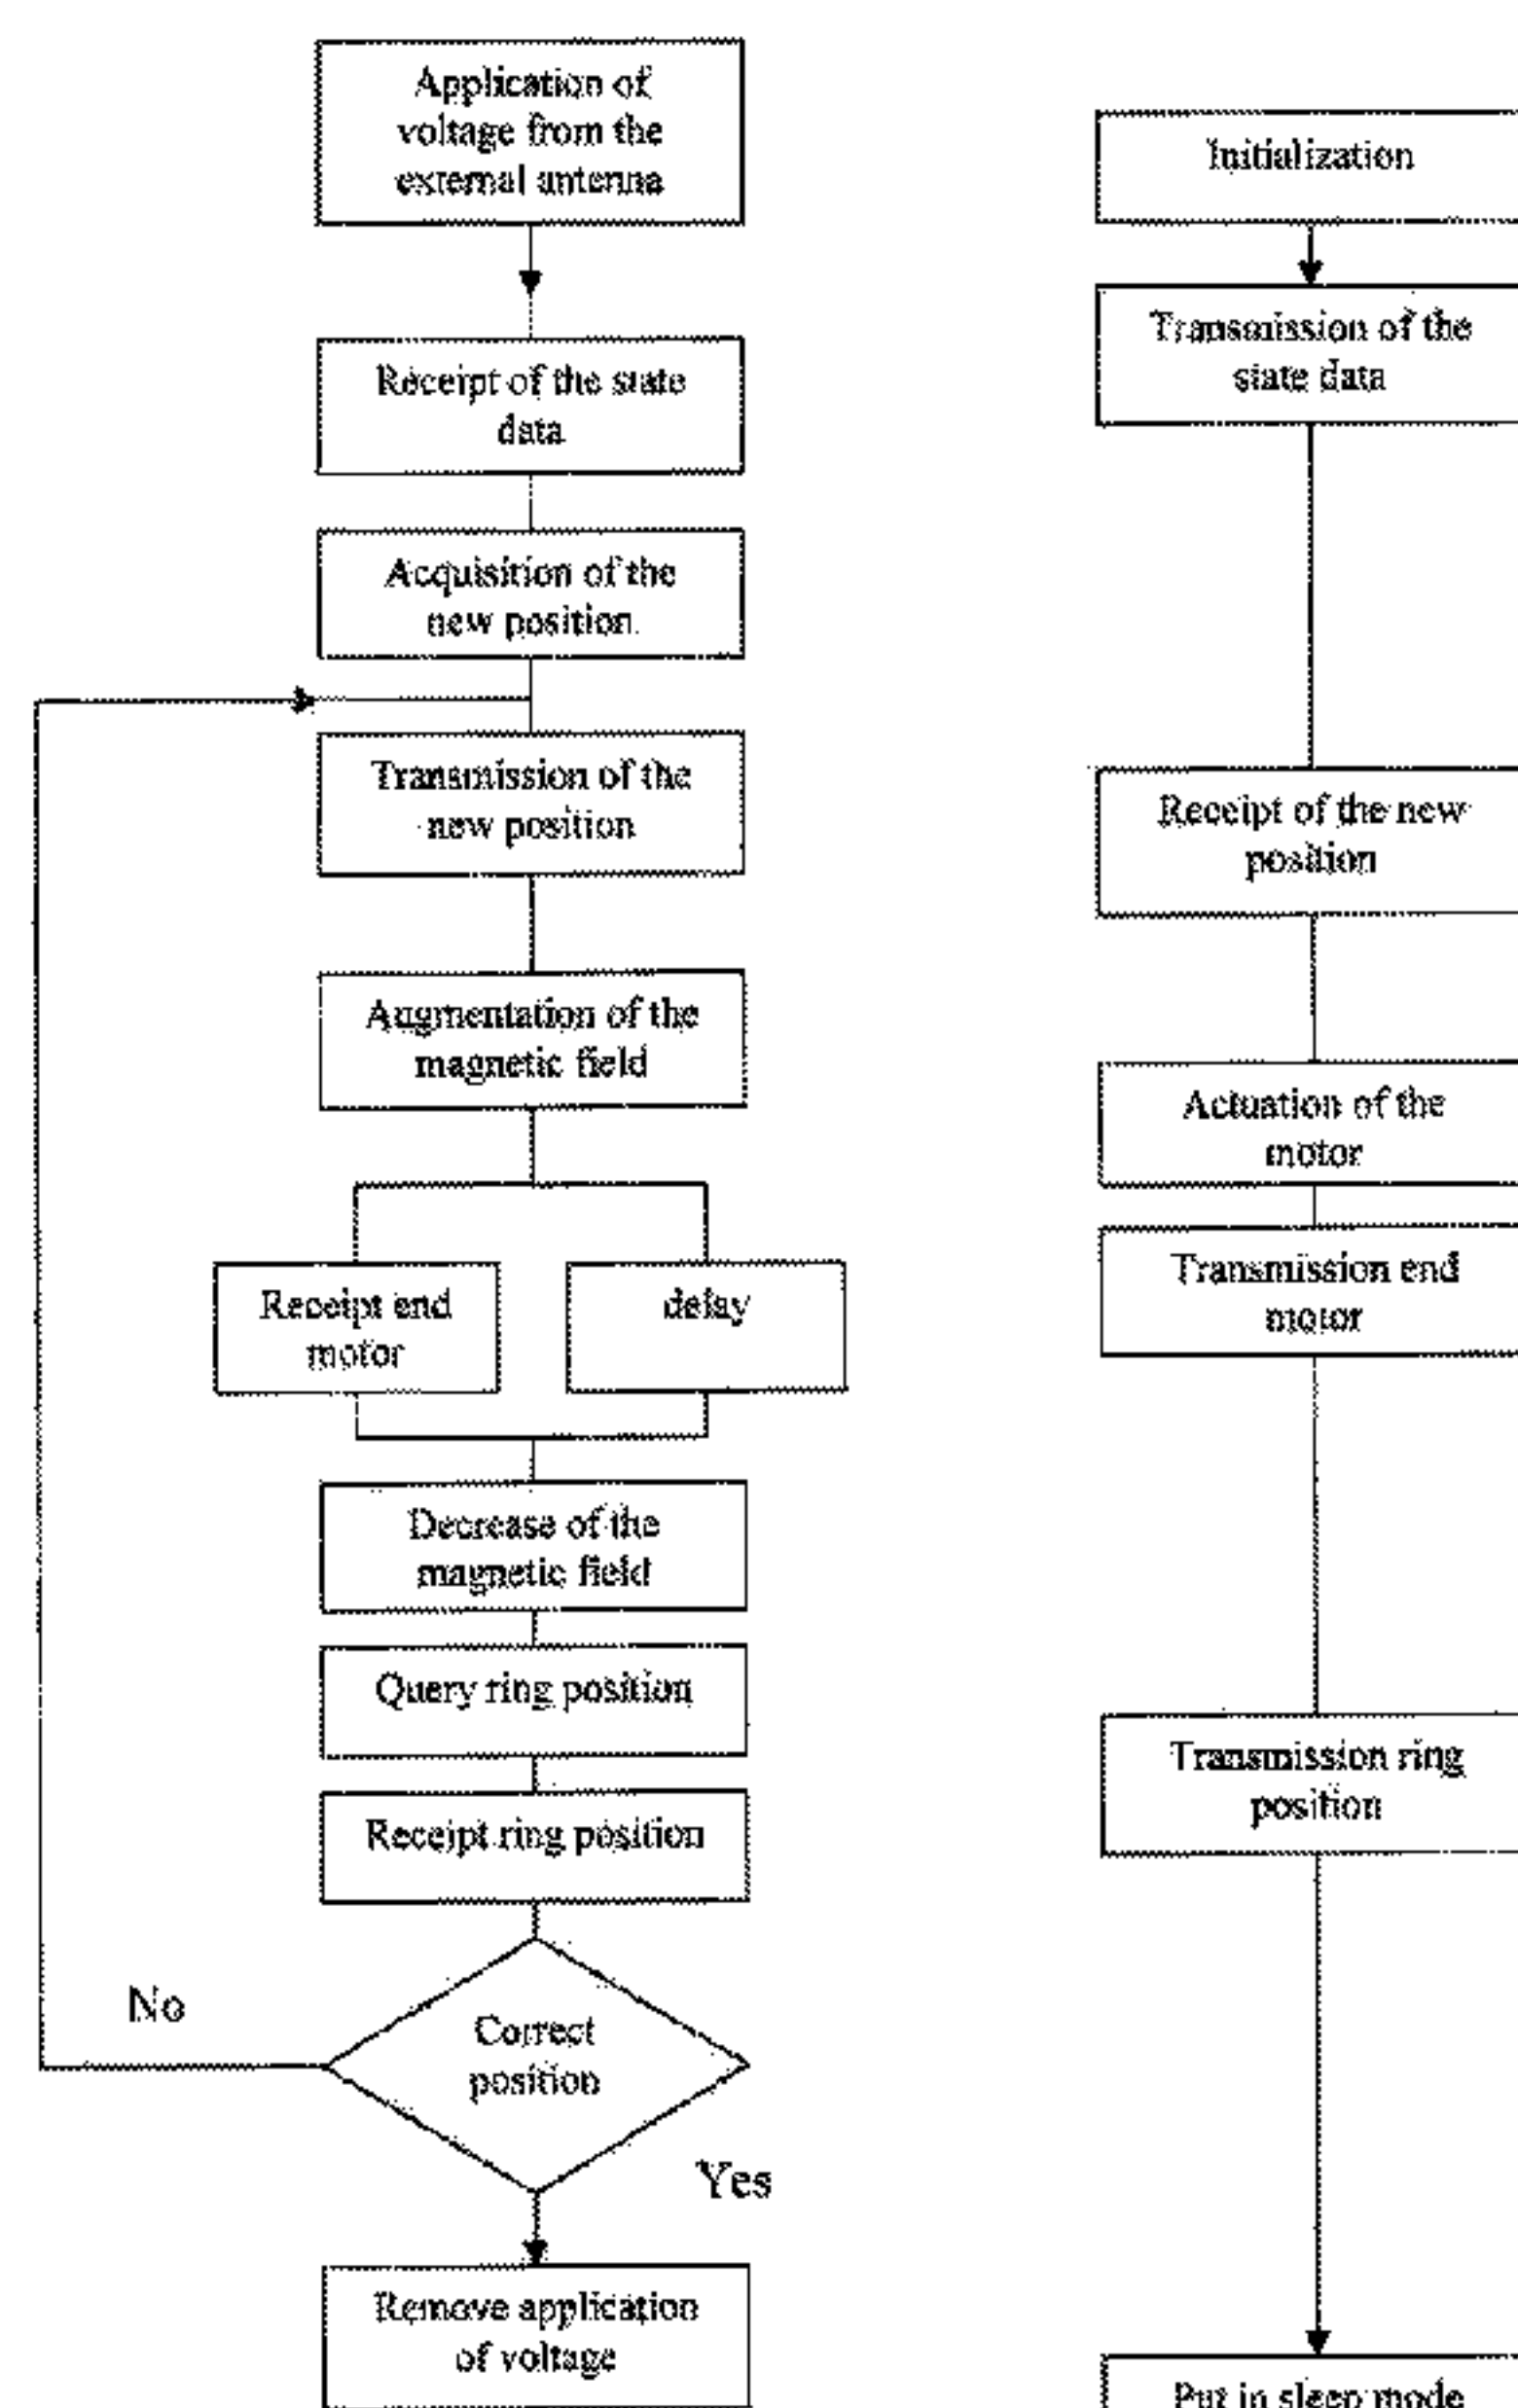 Application of
voltage from the
external antenna
Receipt of the state
data
Acquisition of the
new position
Transmission of the
new position
Augmentation of the
magnetic field
Receipt end
motor
delay
Decrease of the
magnetic field
Query ring position
Receipt ring position
No
Correct
position
Yes
Remove application
of voltage
Initialization
Transmission of the
state data
Receipt of the new
position
Actuation of the
motor
Transmission end
motor
Transmission ring
position
Put in sleep mode